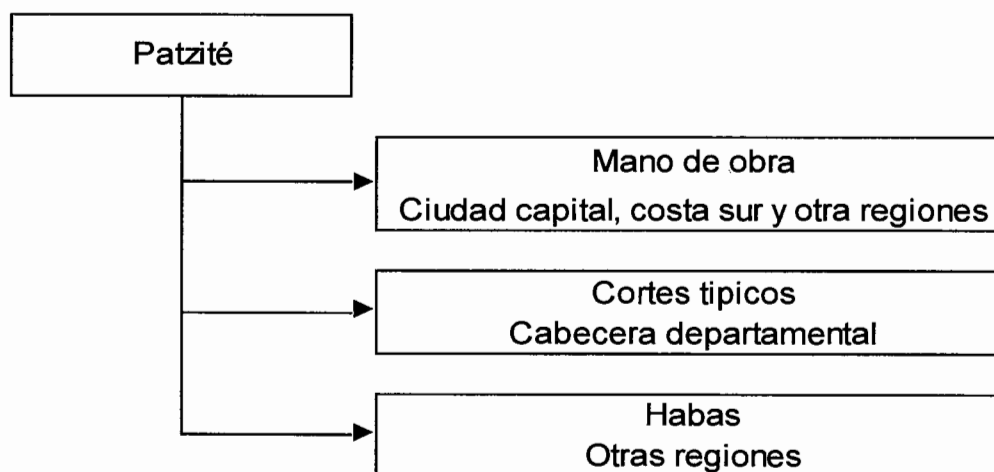 Patzité
Mano de obra
Ciudad capital, costa sur y otra regiones
Cortes tipicos
Cabecera departamental
Habas
Otras regiones